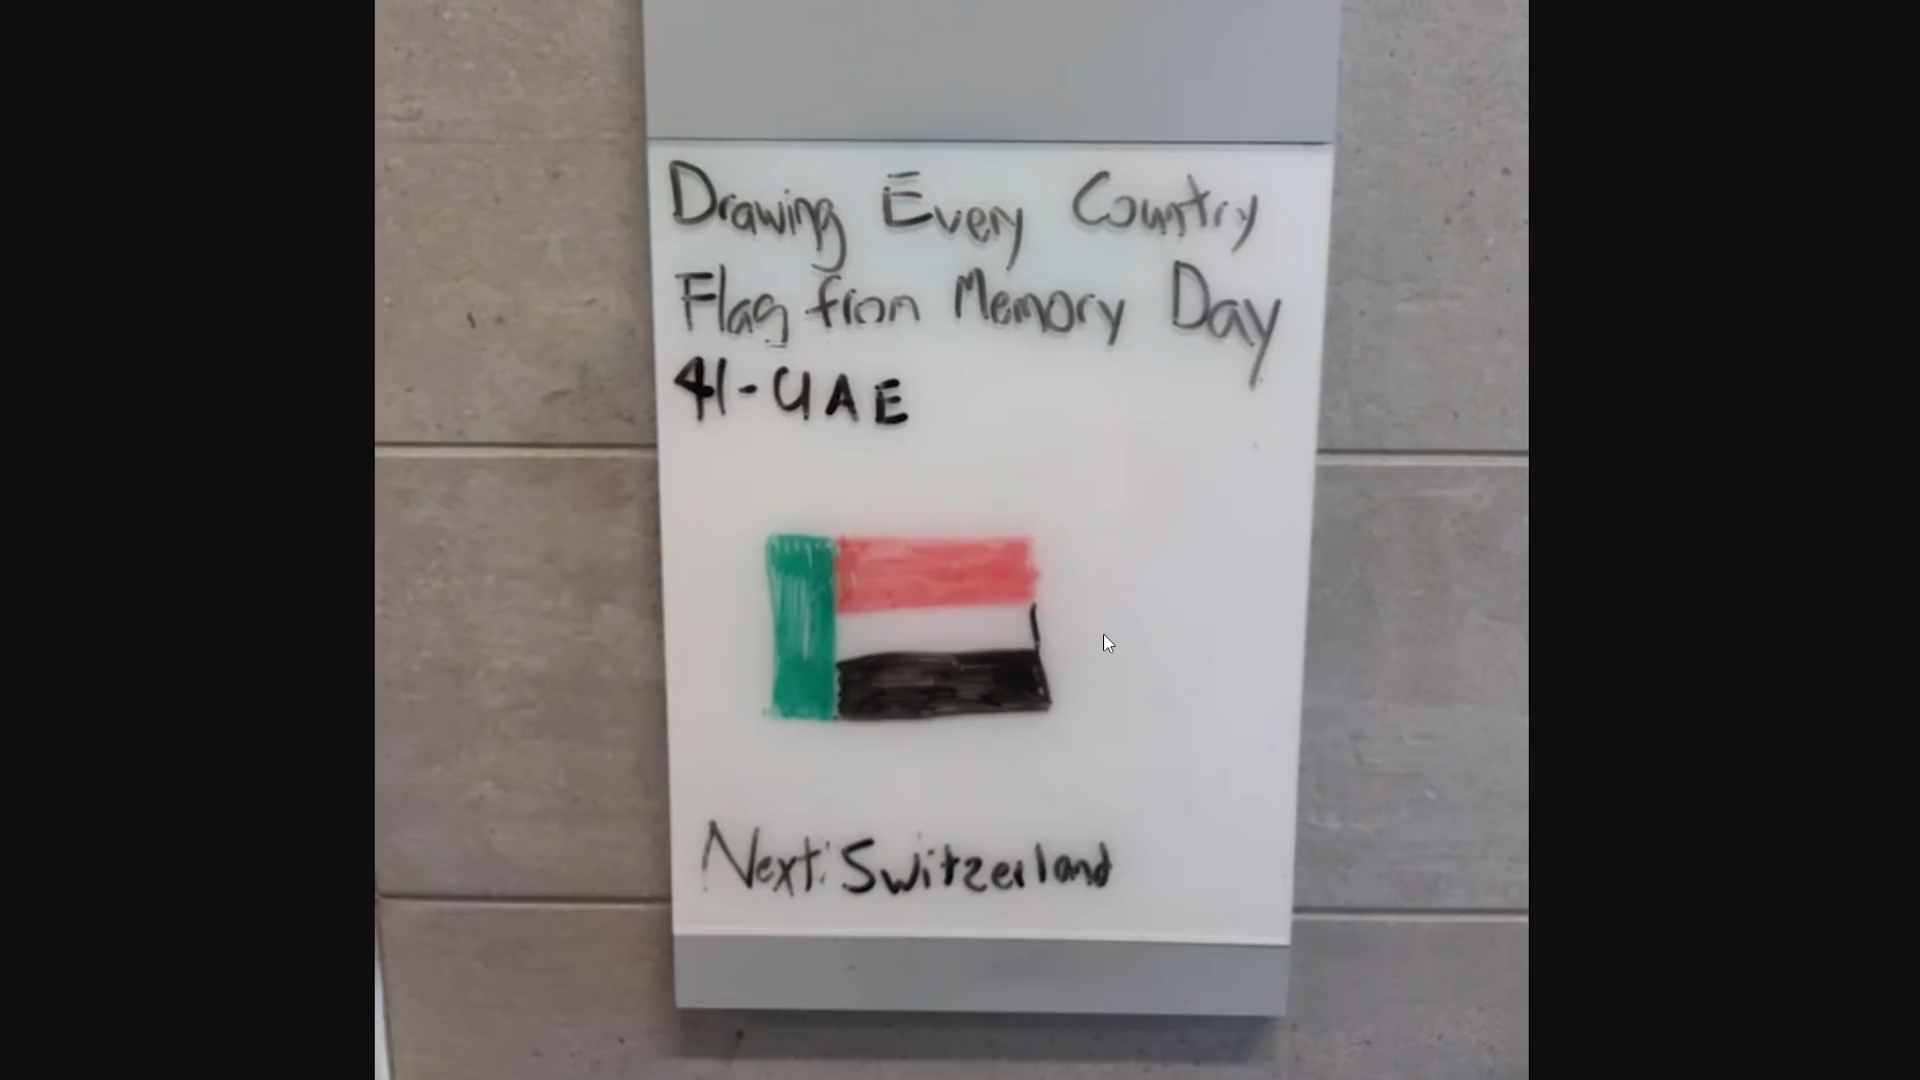 Drawing Every Country
Flag from Memory Day
41-UAE
Next: Switzerland